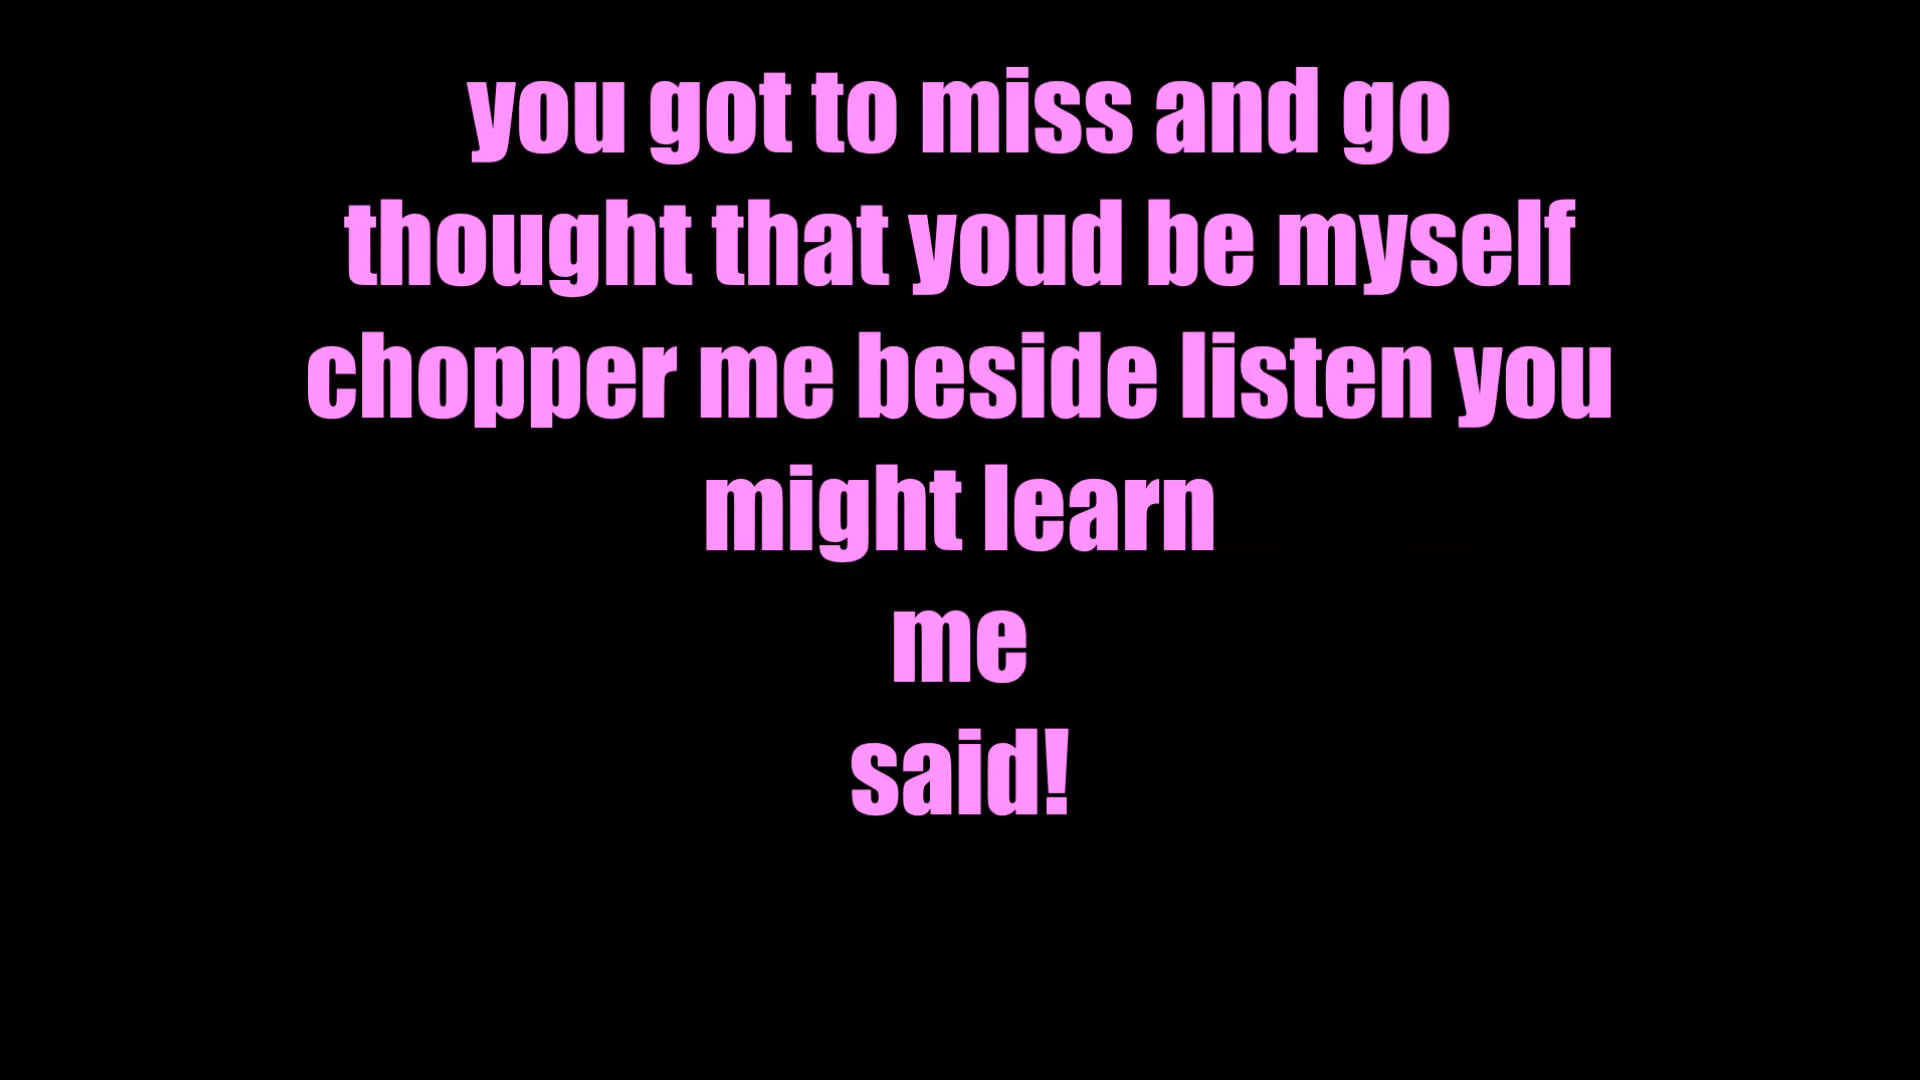 you got to miss and go
thought that youd be myself
chopper me beside listen you
might learn
me
said!